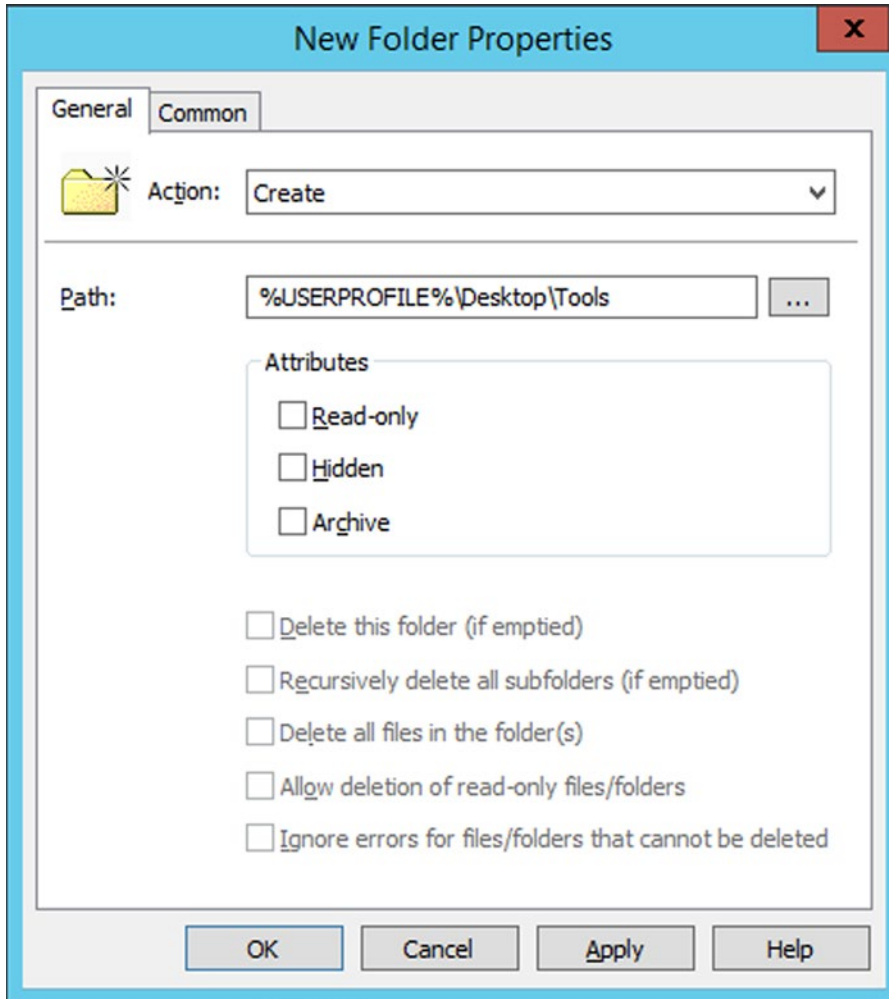 New Folder Properties
x
General
Common
Action:
Create
Path:
%USERPROFILE%\Desktop\Tools
...
Attributes
Read-only
Hidden
Archive
Delete this folder (if emptied)
Recursively delete all subfolders (if emptied)
Delete all files in the folder(s)
Allow deletion of read-only files/folders
Ignore errors for files/folders that cannot be deleted
OK
Cancel
Apply
Help